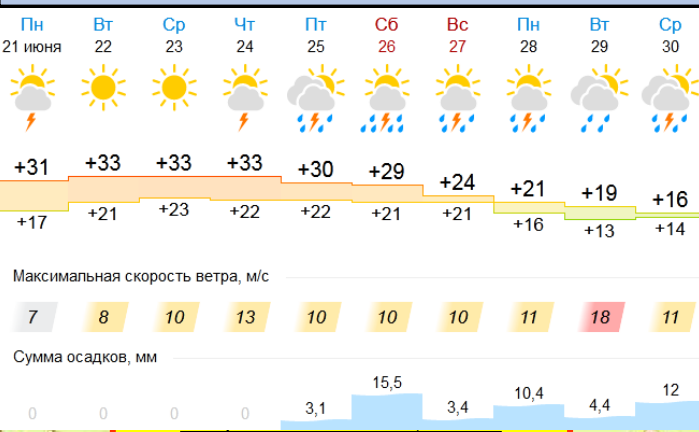 Пн Вт Ср Чт Пт Сб Вс Пн Вт Ср
21 июня 22 23 24 25 26 27 28 29 30
+31 +33 +33 +33 +30 +29 +24 +21 +19 +16
+17 +21 +23 +22 +22 +21 +21 +16 +13 +14
Максимальная скорость ветра, м/с
7 8 10 13 10 10 10 11 18 11
Сумма осадков, мм
0 0 0 0 3,1 15,5 3,4 10,4 4,4 12